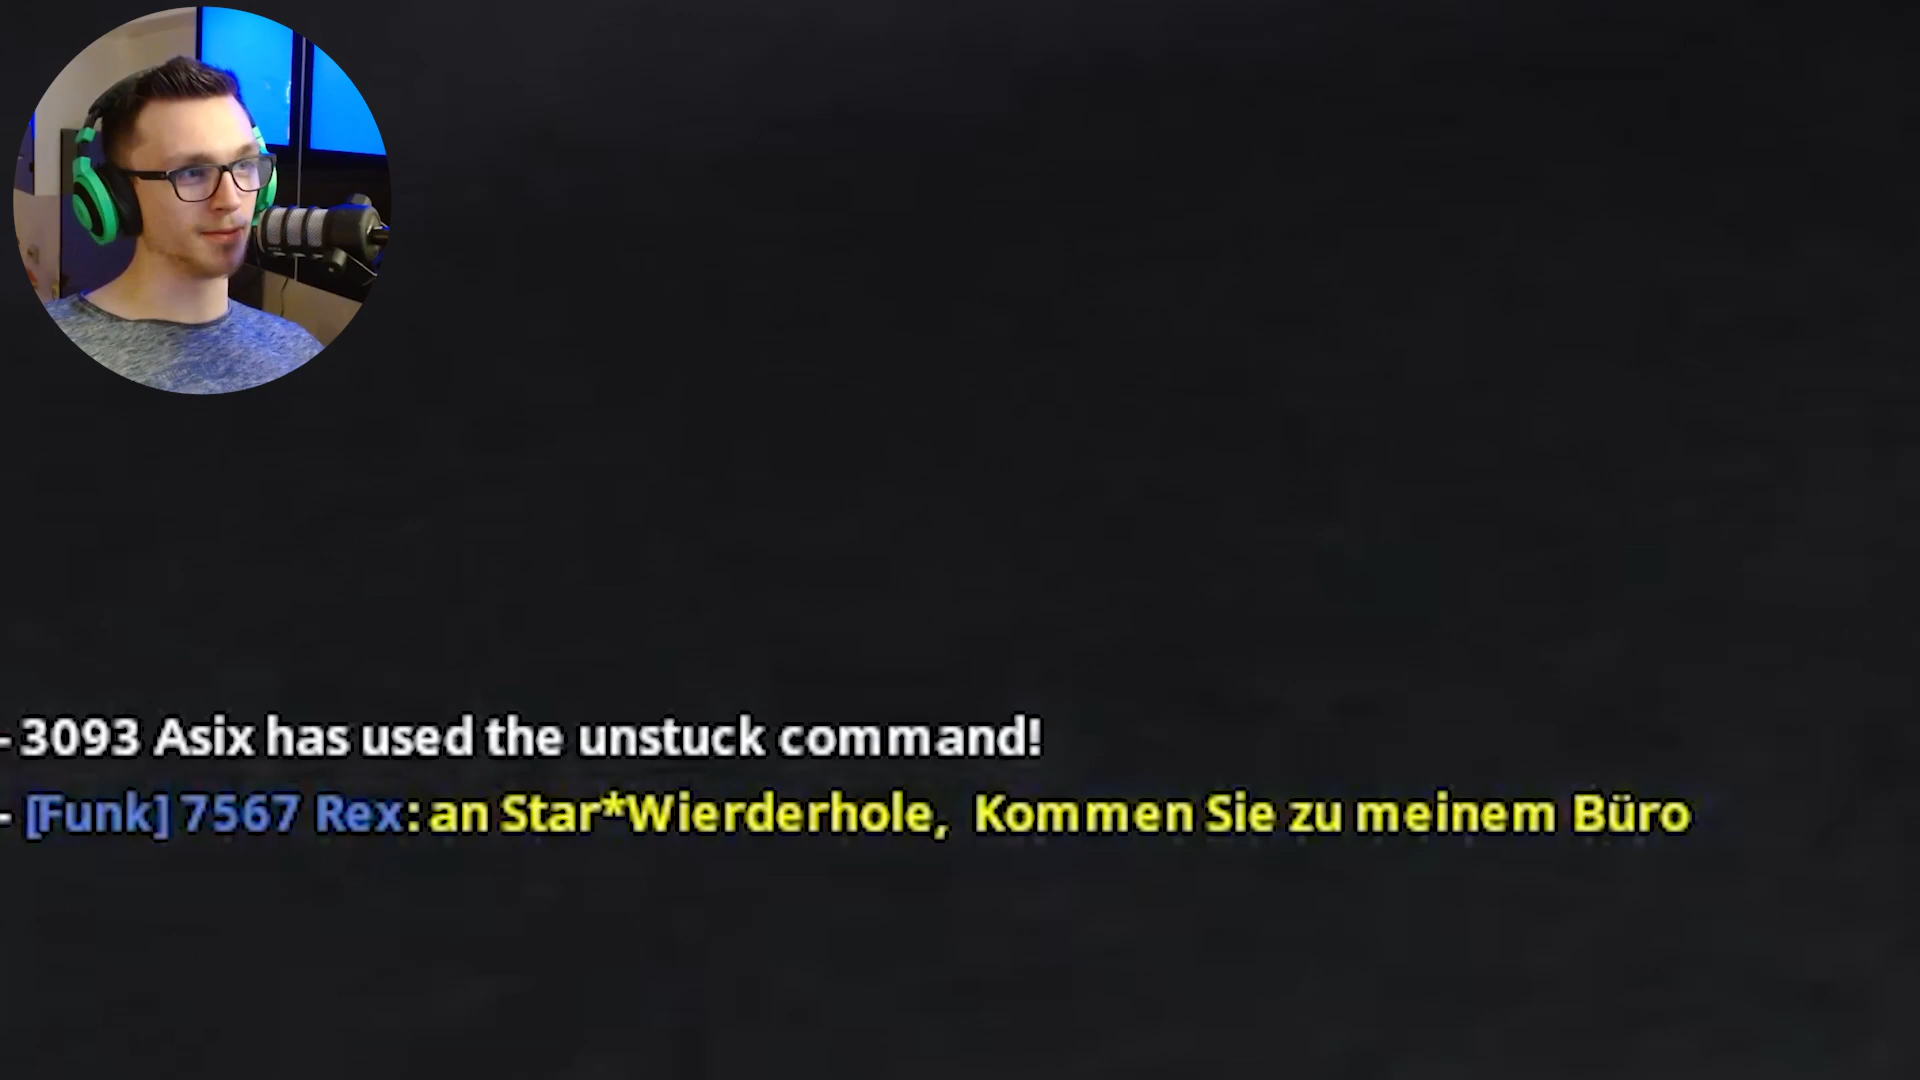 - 3093 Asix has used the unstuck command!
- [Funk] 7567 Rex: an Star*Wierderhole, Kommen Sie zu meinem Büro